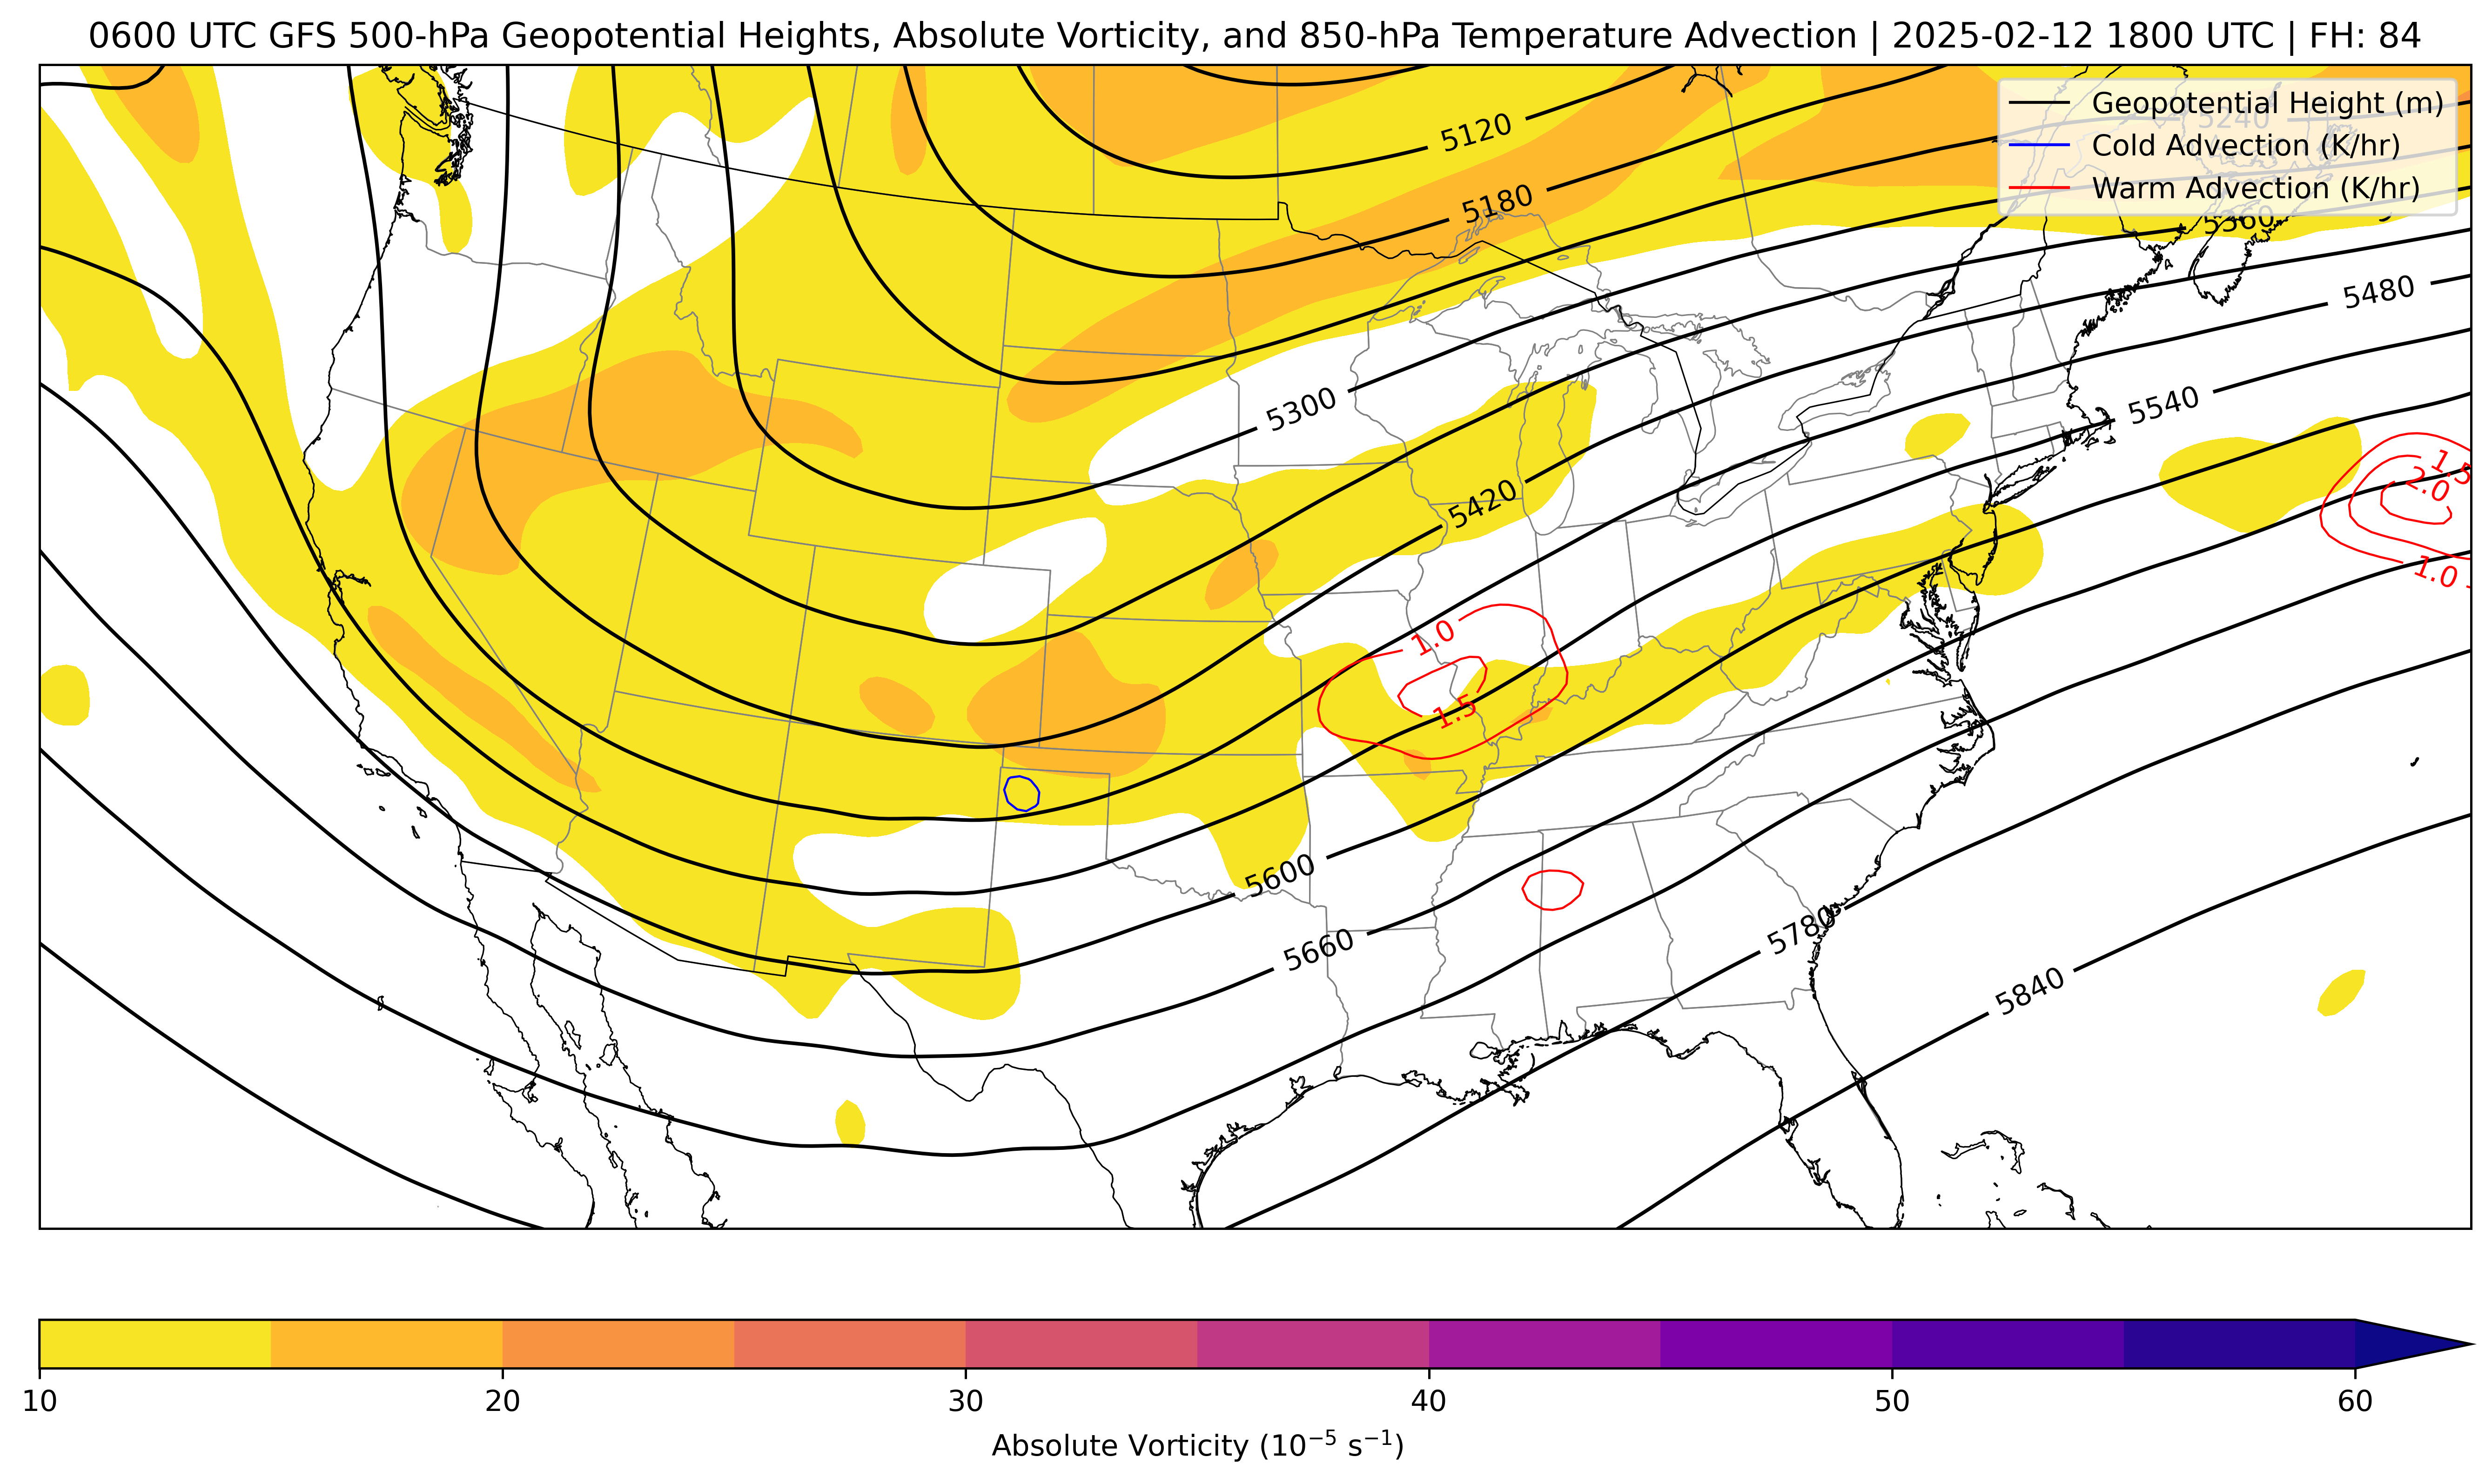 0600 UTC GFS 500-hPa Geopotential Heights, Absolute Vorticity, and 850-hPa Temperature Advection | 2025-02-12 1800 UTC | FH: 84
Geopotential Height (m)
Cold Advection (K/hr)
Warm Advection (K/hr)
5240
5120
5180
5360
5480
5300
5540
5420
1.5
2.0
1.0
1.0
1.5
5600
5660
5780
5840
10 20 30 40 50 60
Absolute Vorticity (10⁻⁵ s⁻¹)